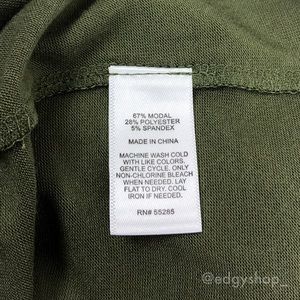 67% MODAL
28% POLYESTER
5% SPANDEX
MADE IN CHINA
MACHINE WASH COLD
WITH LIKE COLORS,
GENTLE CYCLE, ONLY
NON-CHLORINE BLEACH
WHEN NEEDED. LAY
FLAT TO DRY. COOL
IRON IF NEEDED.
RN# 55285
@edgyshop_